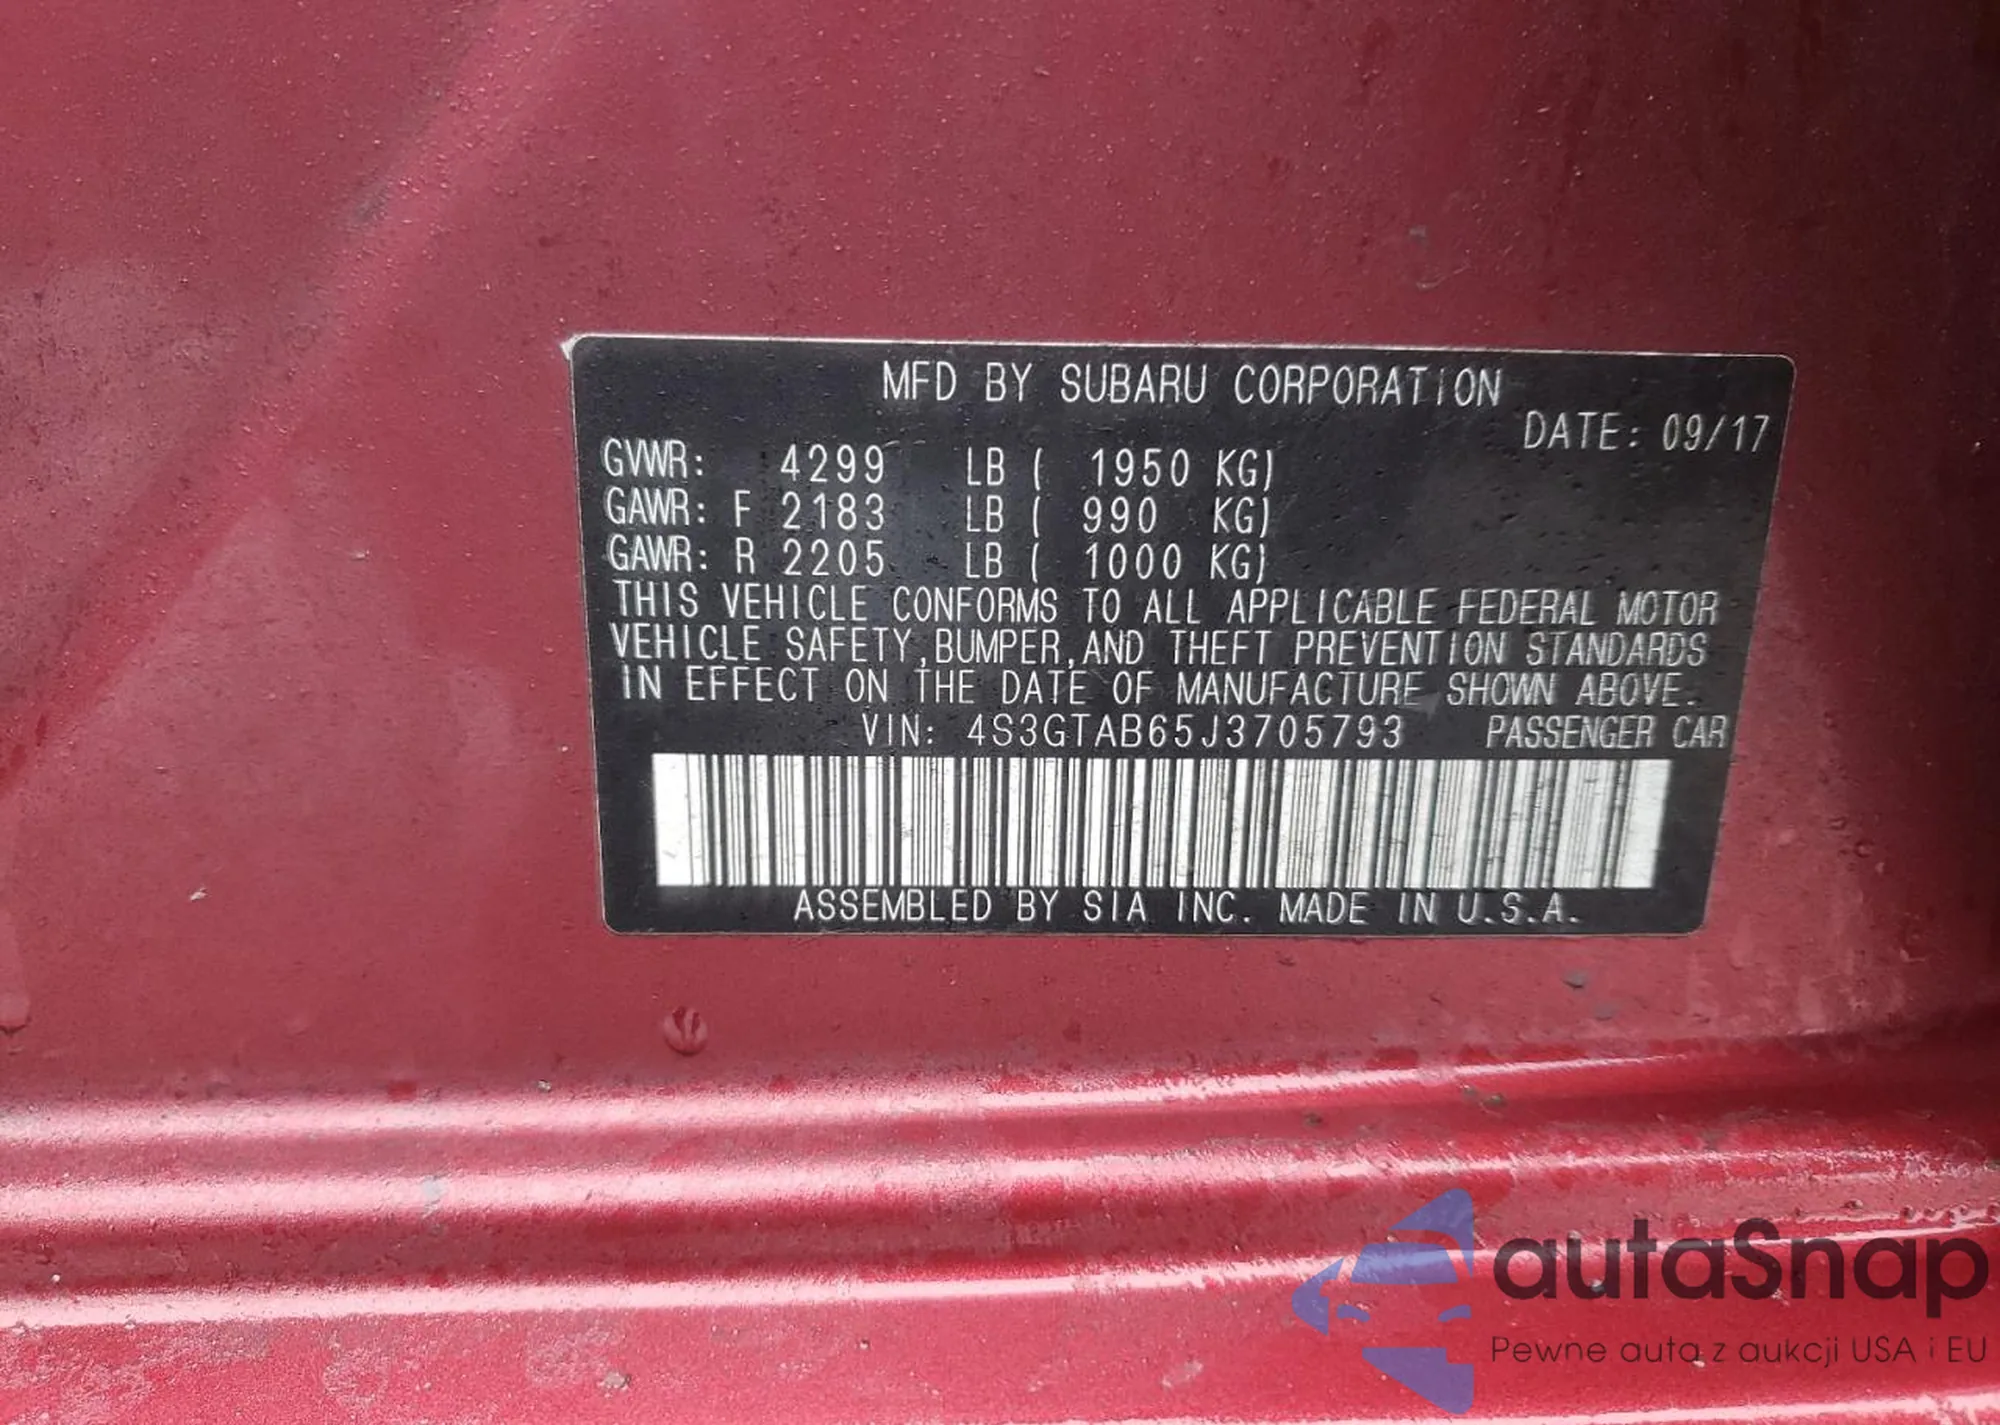 MFD BY SUBARU CORPORATION
DATE: 09/17
GVWR: 4299 LB ( 1950 KG)
GAWR: F 2183 LB ( 990 KG)
GAWR: R 2205 LB ( 1000 KG)
THIS VEHICLE CONFORMS TO ALL APPLICABLE FEDERAL MOTOR
VEHICLE SAFETY,BUMPER,AND THEFT PREVENTION STANDARDS
IN EFFECT ON THE DATE OF MANUFACTURE SHOWN ABOVE.
VIN: 4S3GTAB65J3705793 PASSENGER CAR
ASSEMBLED BY SIA INC. MADE IN U.S.A.
autaSnap
Pewne auta z aukcji USA i EU